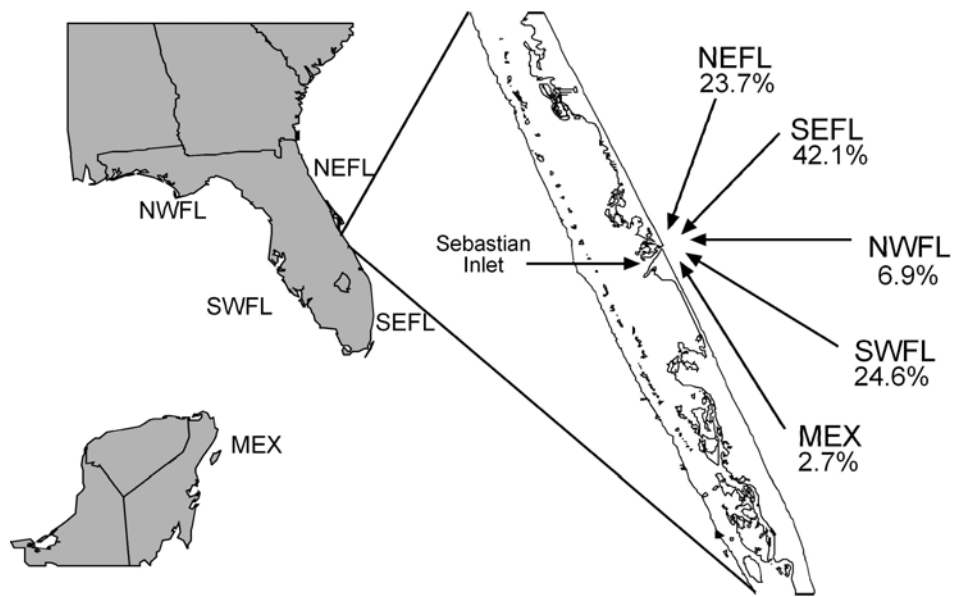 NEFL
NWFL
SWFL
SEFL
MEX
Sebastian
Inlet
NEFL
23.7%
SEFL
42.1%
NWFL
6.9%
SWFL
24.6%
MEX
2.7%